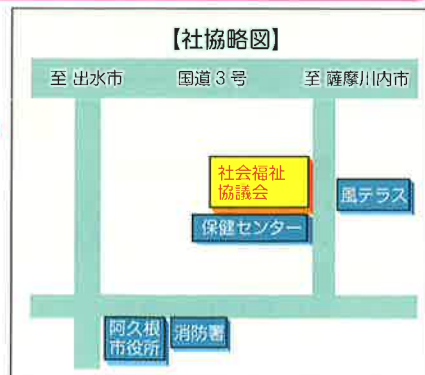 【社協略図】
至 出水市 国道3号 至 薩摩川内市
社会福祉
協議会
風テラス
保健センター
阿久根
市役所
消防署